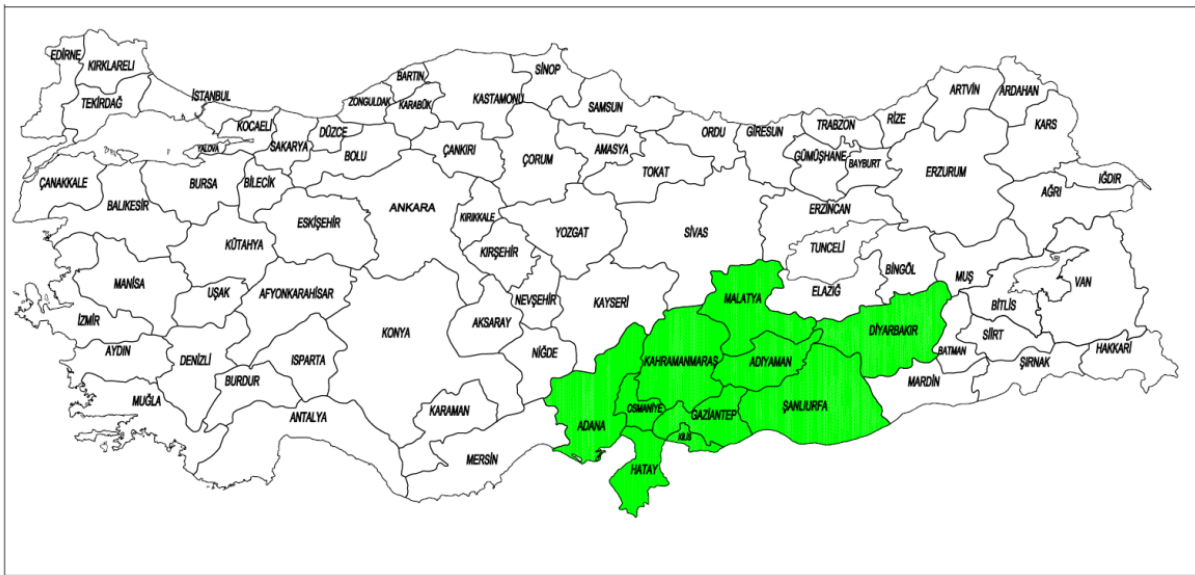 EDİRNE
KIRKLARELİ
TEKİRDAĞ
İSTANBUL
KOCAELİ
YALOVA
SAKARYA
DÜZCE
ZONGULDAK
BARTIN
KARABÜK
KASTAMONU
SİNOP
SAMSUN
BOLU
ÇANKIRI
ÇORUM
AMASYA
TOKAT
ORDU
GİRESUN
TRABZON
RİZE
ARTVİN
ARDAHAN
KARS
GÜMÜŞHANE
BAYBURT
ERZURUM
AĞRI
IĞDIR
ÇANAKKALE
BALIKESİR
BURSA
BİLECİK
ESKİŞEHİR
ANKARA
KIRIKKALE
YOZGAT
SİVAS
ERZİNCAN
KÜTAHYA
KIRŞEHİR
TUNCELİ
BİNGÖL
MUŞ
BİTLİS
VAN
MANİSA
UŞAK
AFYONKARAHİSAR
KONYA
AKSARAY
NEVŞEHİR
KAYSERİ
MALATYA
ELAZIĞ
DİYARBAKIR
SİİRT
BATMAN
ŞIRNAK
HAKKARİ
MARDİN
İZMİR
AYDIN
DENİZLİ
ISPARTA
BURDUR
MUĞLA
ANTALYA
KARAMAN
NİĞDE
MERSİN
ADANA
KAHRAMANMARAŞ
ADIYAMAN
OSMANİYE
GAZİANTEP
KİLİS
ŞANLIURFA
HATAY